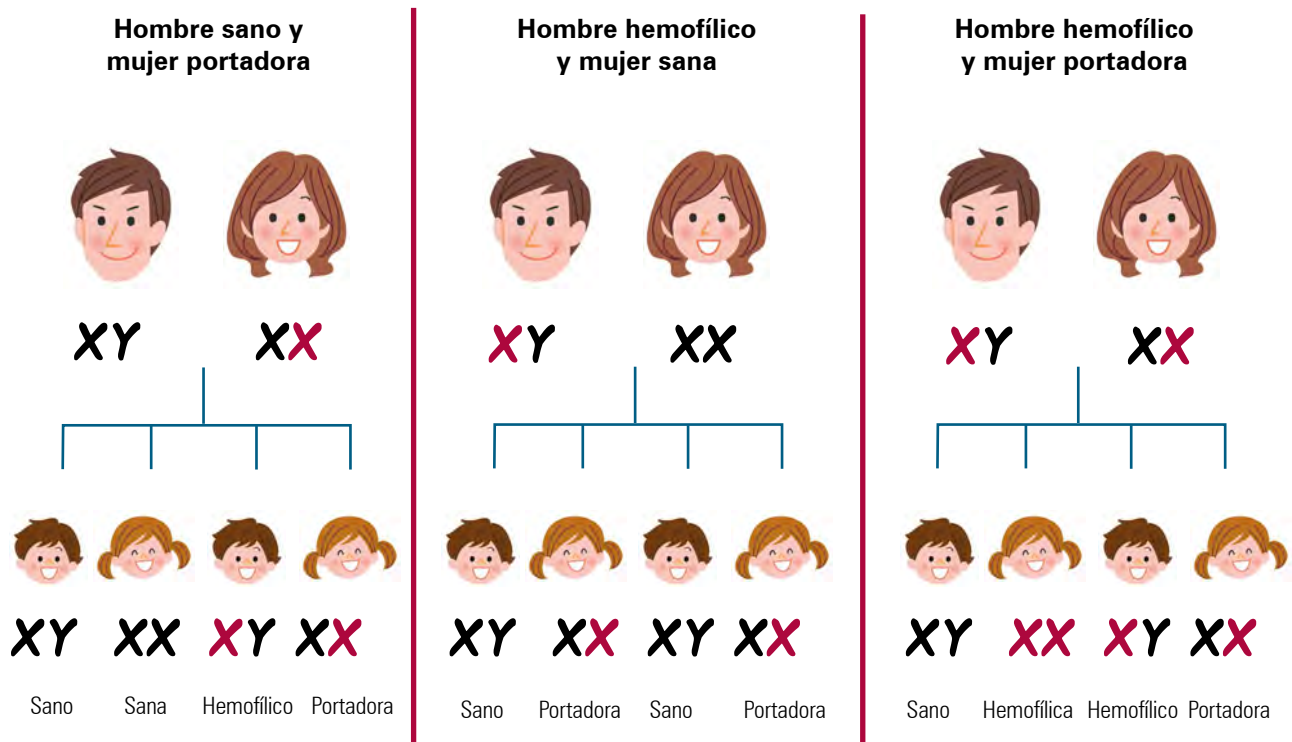 Hombre sano y
mujer portadora
XY XX
XY XX XY XX
Sano Sana Hemofílico Portadora
Hombre hemofílico
y mujer sana
XY XX
XY XX XY XX
Sano Portadora Sano Portadora
Hombre hemofílico
y mujer portadora
XY XX
XY XX XY XX
Sano Hemofílica Hemofílico Portadora